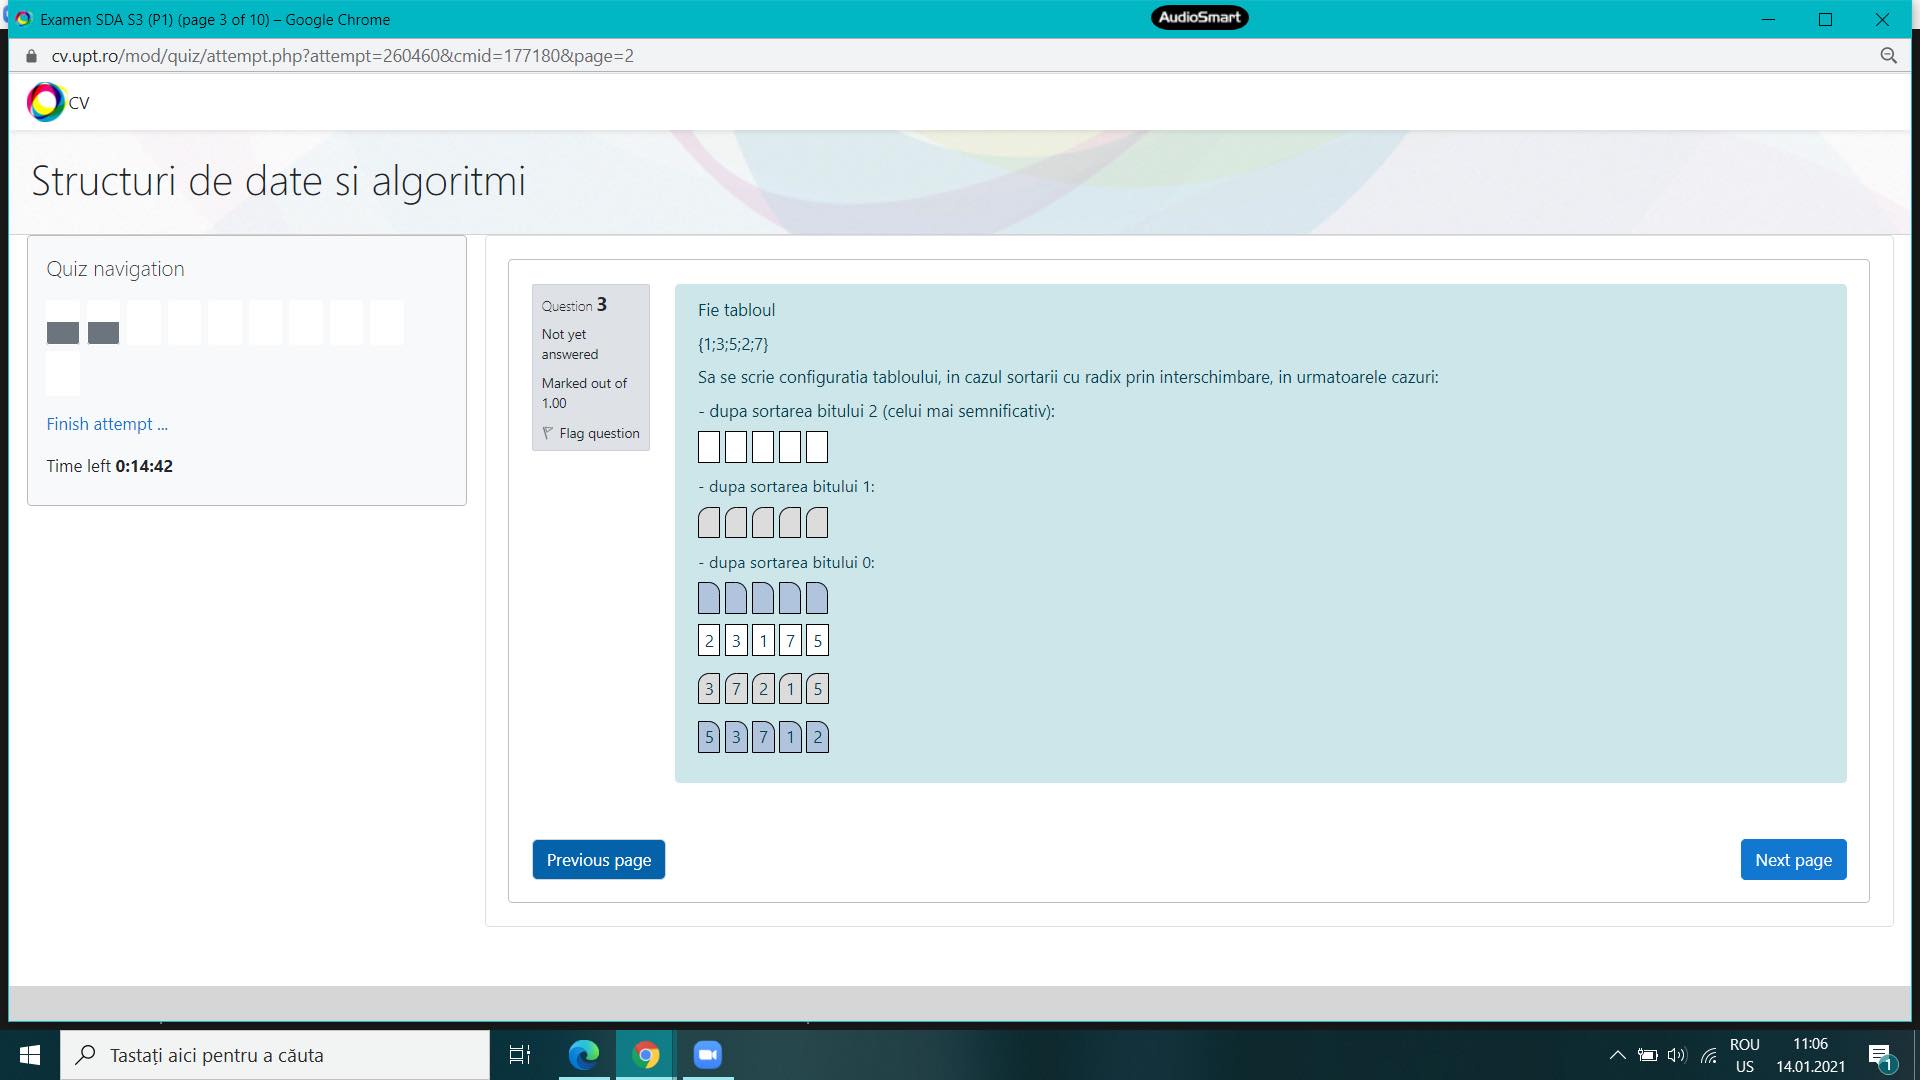 Examen SDA S3 (P1) (page 3 of 10) – Google Chrome
AudioSmart
cv.upt.ro/mod/quiz/attempt.php?attempt=260460&cmid=177180&page=2
CV
Structuri de date si algoritmi
Quiz navigation
Finish attempt ...
Time left 0:14:42
Question 3
Not yet
answered
Marked out of
1.00
Flag question
Fie tabloul
{1;3;5;2;7}
Sa se scrie configuratia tabloului, in cazul sortarii cu radix prin interschimbare, in urmatoarele cazuri:
- dupa sortarea bitului 2 (celui mai semnificativ):
- dupa sortarea bitului 1:
- dupa sortarea bitului 0:
2 3 1 7 5
3 7 2 1 5
5 3 7 1 2
Previous page
Next page
Tastați aici pentru a căuta
ROU
US
11:06
14.01.2021
1